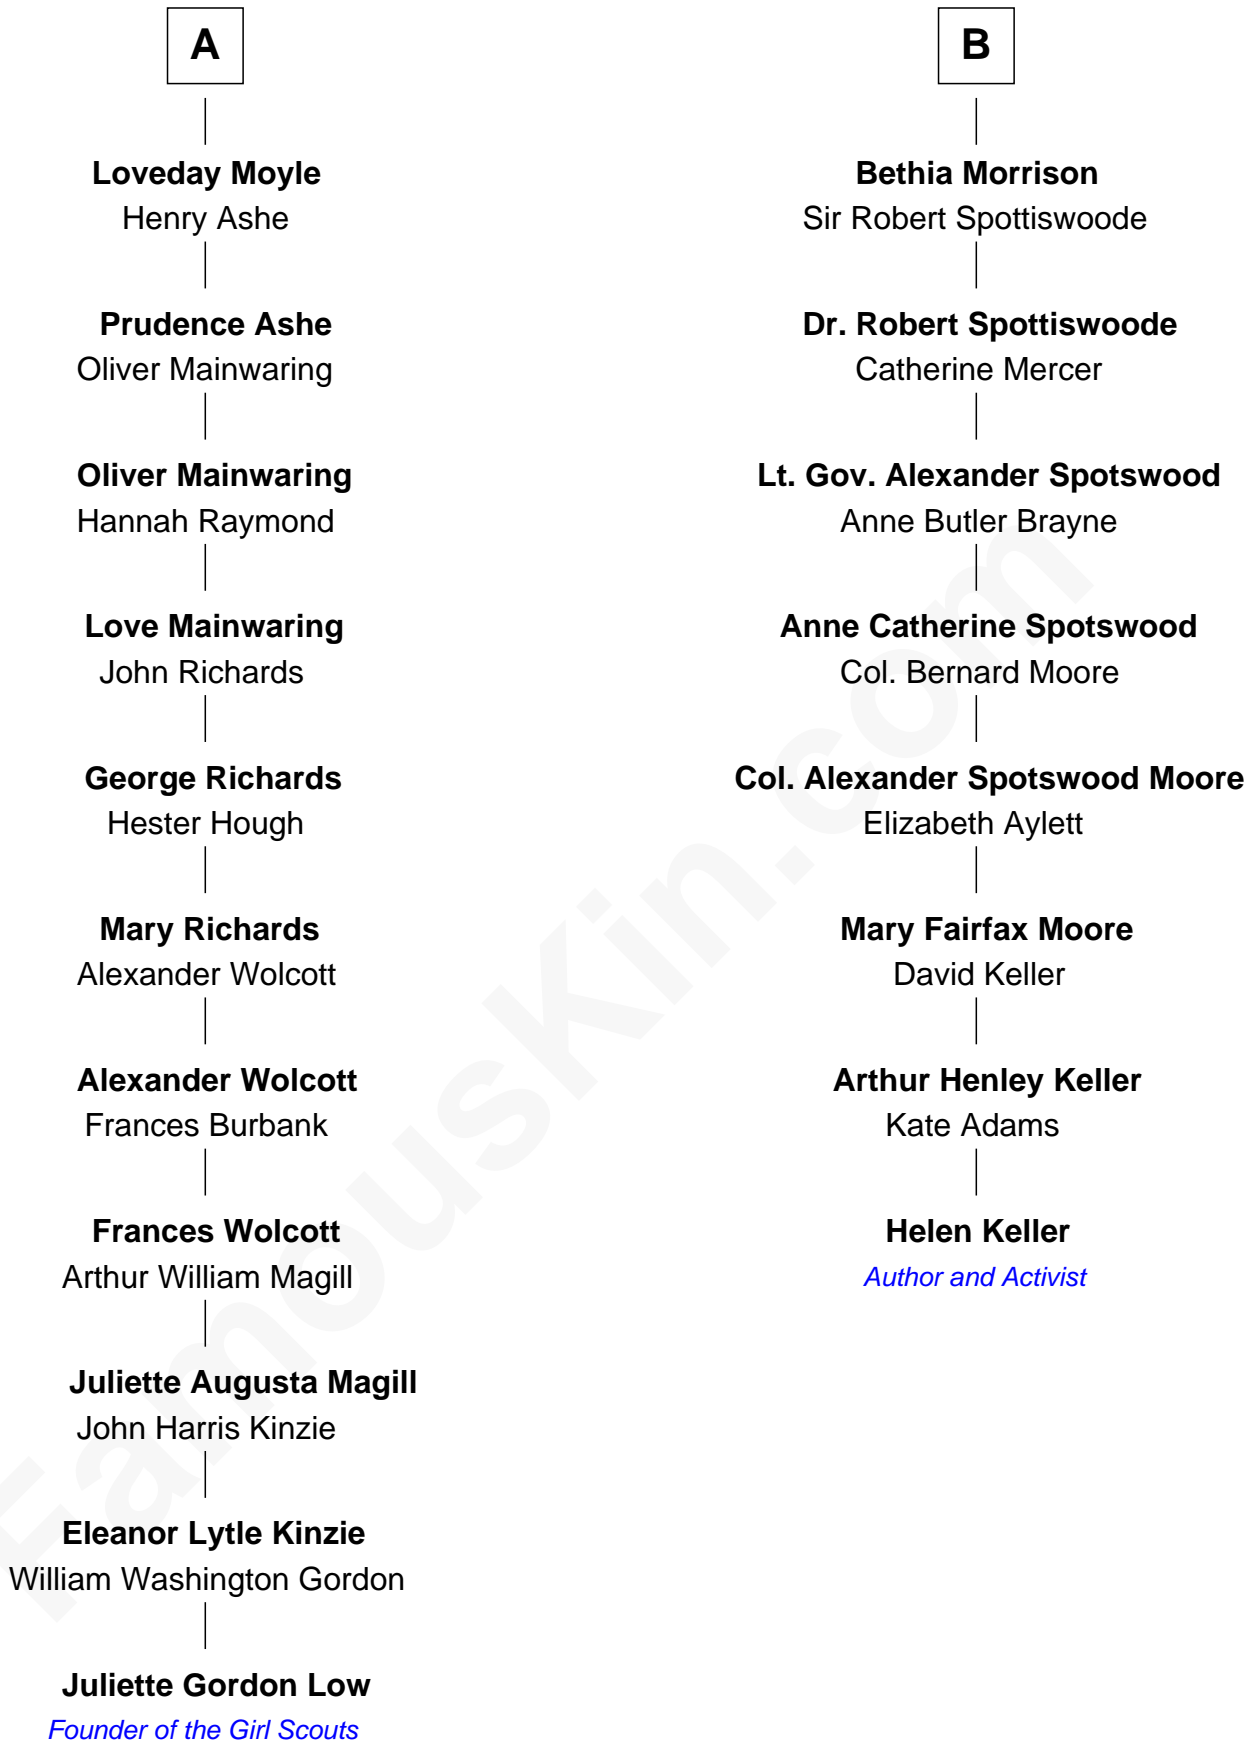 A
Loveday Moyle
Henry Ashe
Prudence Ashe
Oliver Mainwaring
Oliver Mainwaring
Hannah Raymond
Love Mainwaring
John Richards
George Richards
Hester Hough
Mary Richards
Alexander Wolcott
Alexander Wolcott
Frances Burbank
Frances Wolcott
Arthur William Magill
Juliette Augusta Magill
John Harris Kinzie
Eleanor Lytle Kinzie
William Washington Gordon
Juliette Gordon Low
Founder of the Girl Scouts
B
Bethia Morrison
Sir Robert Spottiswoode
Dr. Robert Spottiswoode
Catherine Mercer
Lt. Gov. Alexander Spotswood
Anne Butler Brayne
Anne Catherine Spotswood
Col. Bernard Moore
Col. Alexander Spotswood Moore
Elizabeth Aylett
Mary Fairfax Moore
David Keller
Arthur Henley Keller
Kate Adams
Helen Keller
Author and Activist
FamousKin.com